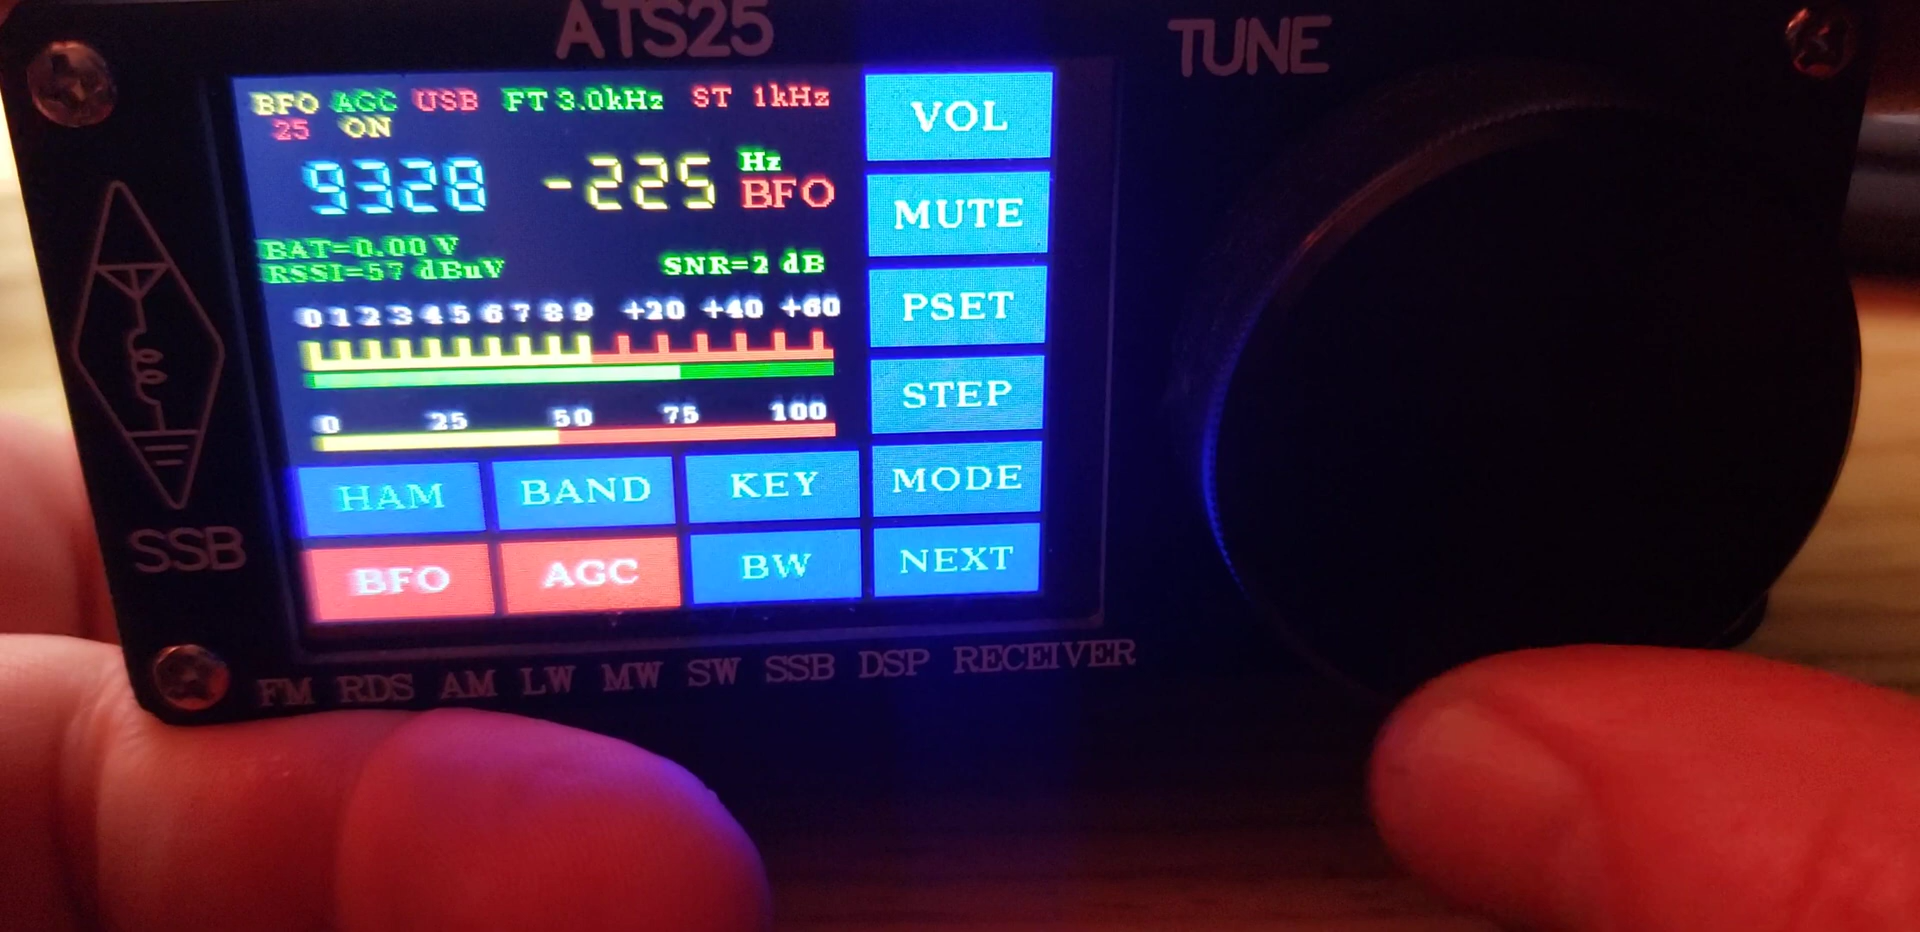 ATS25
TUNE
BFO AGC USB FT 3.0kHz ST 1kHz
25 ON
9328 -225 Hz
BFO
BAT=0.00 V
RSSI=57 dBuV SNR=2 dB
0 1 2 3 4 5 6 7 8 9 +20 +40 +60
0 25 50 75 100
VOL
MUTE
PSET
STEP
HAM BAND KEY MODE
BFO AGC BW NEXT
SSB
FM RDS AM LW MW SW SSB DSP RECEIVER